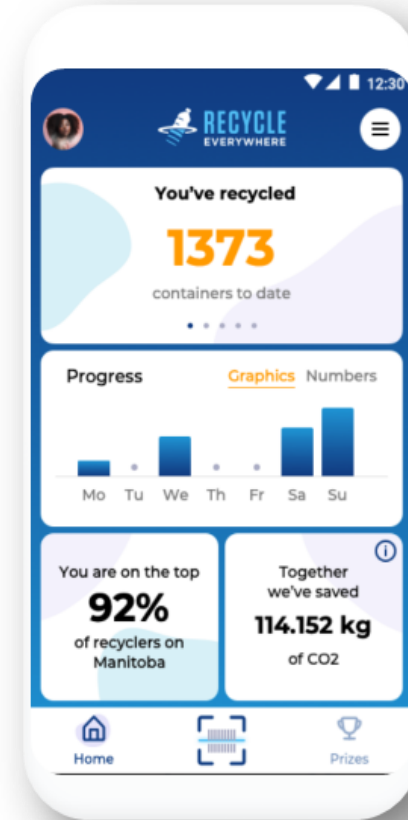 12:30
RECYCLE
EVERYWHERE
You've recycled
1373
containers to date
Progress
Graphics Numbers
Mo Tu We Th Fr Sa Su
You are on the top
92%
of recyclers on
Manitoba
Together
we've saved
114.152 kg
of CO2
Home
Prizes